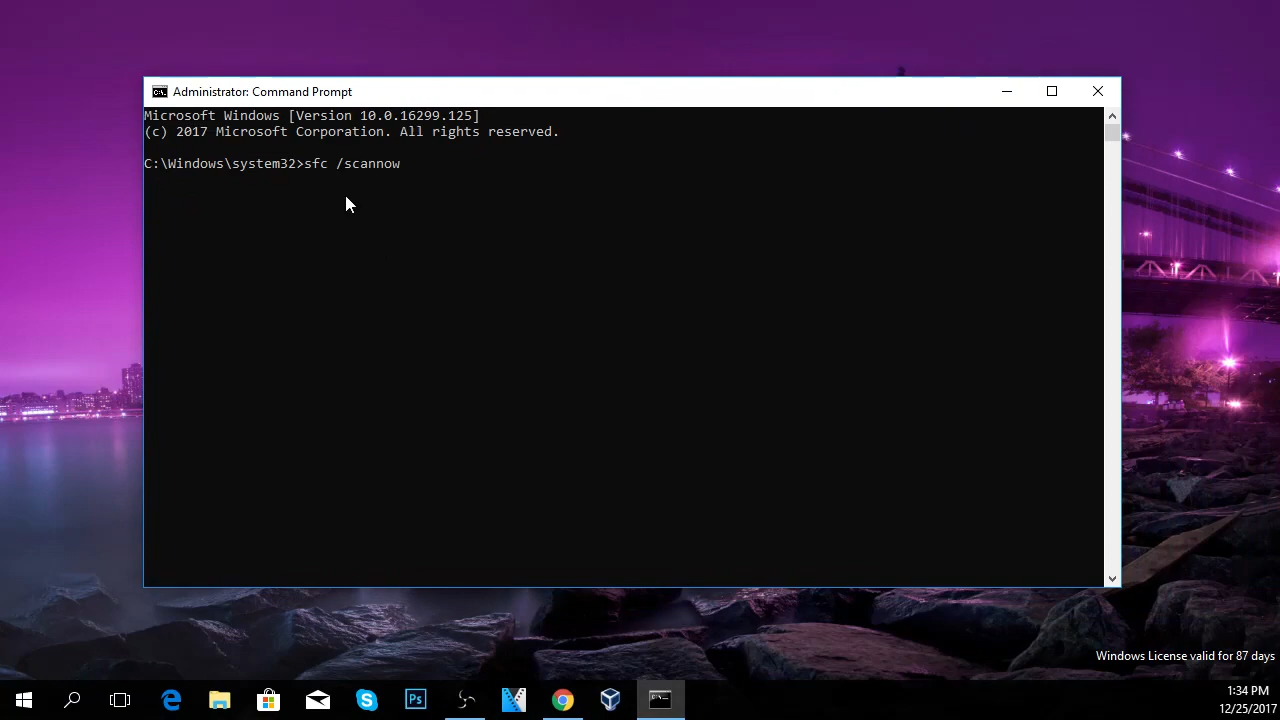 Administrator: Command Prompt
Microsoft Windows [Version 10.0.16299.125]
(c) 2017 Microsoft Corporation. All rights reserved.
C:\Windows\system32>sfc /scannow
Windows License valid for 87 days
Ps
1:34 PM
12/25/2017